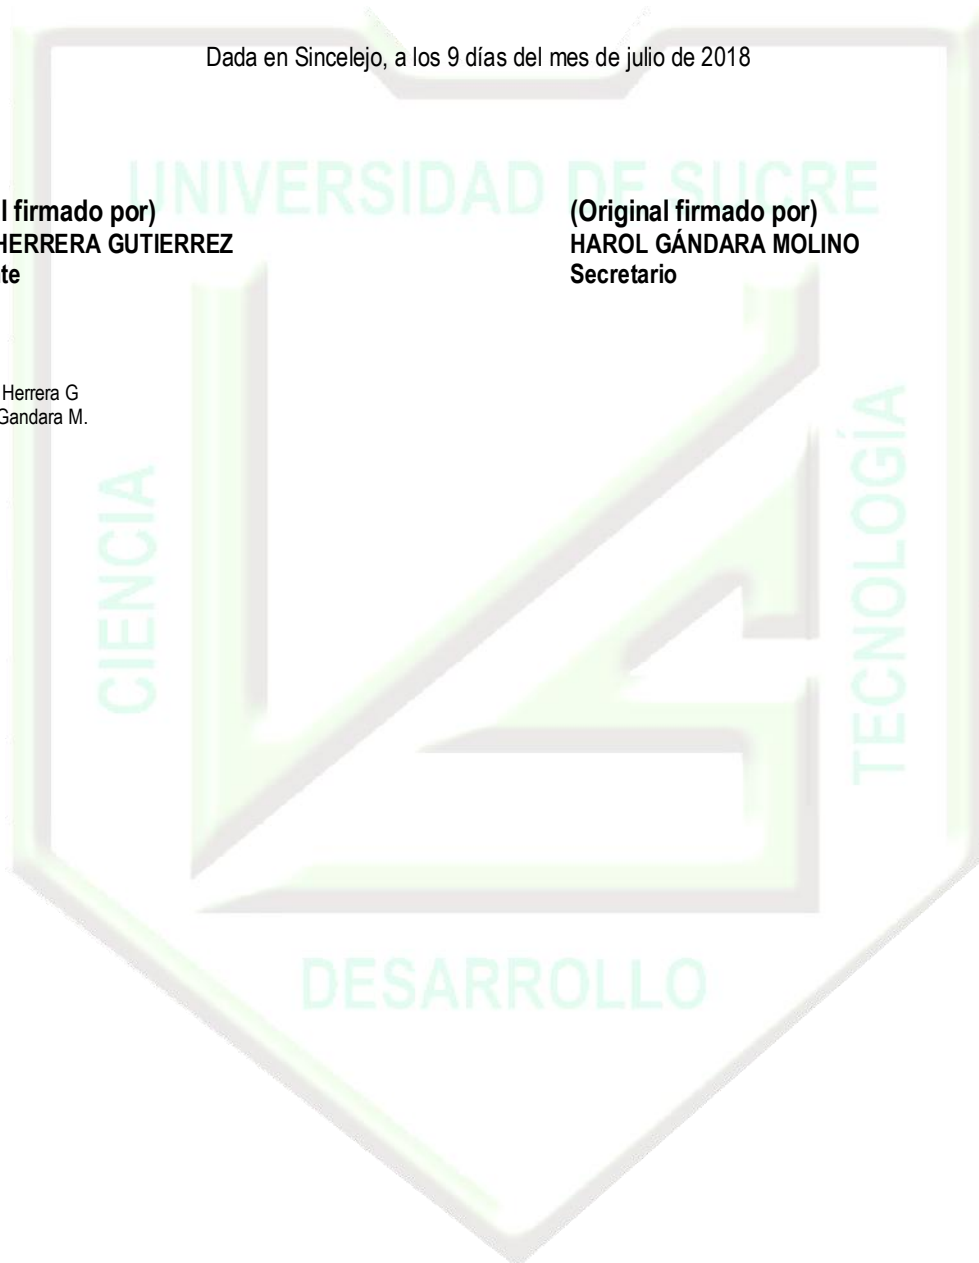 Dada en Sincelejo, a los 9 días del mes de julio de 2018
UNIVERSIDAD DE SUCRE
firmado por)
HERRERA GUTIERREZ
(Original firmado por)
HAROL GÁNDARA MOLINO
Secretario
Herrera G
Gandara M.
CIENCIA
TECNOLOGÍA
DESARROLLO